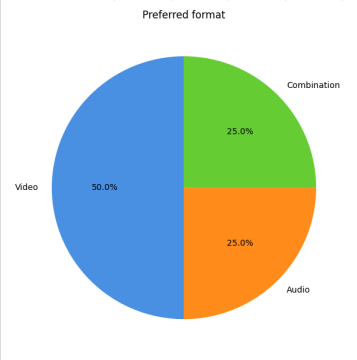 Preferred format
Combination
25.0%
Video
50.0%
25.0%
Audio